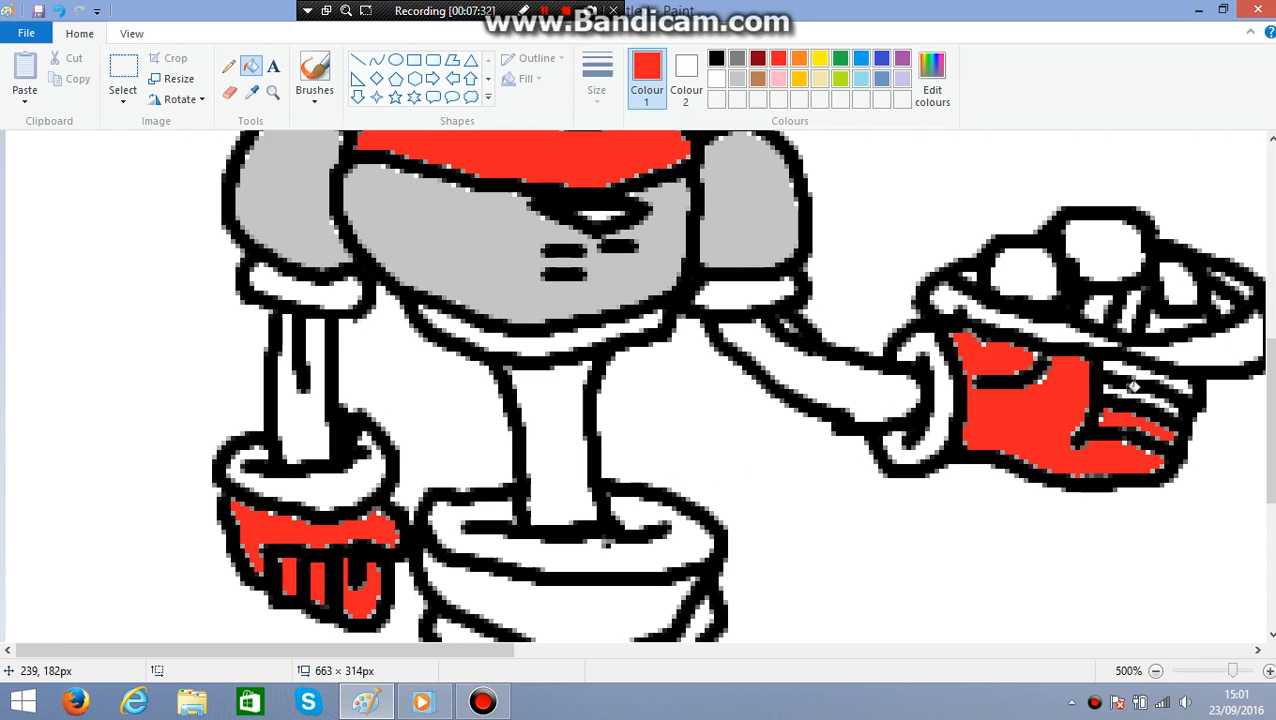 Recording [00:07:32]
Paint
www.Bandicam.com
File
Home
View
Paste
Cut
Copy
Clipboard
Select
Crop
Resize
Rotate
Image
A
Tools
Brushes
Outline
Fill
Shapes
Size
Colour 1
Colour 2
Edit colours
Colours
239, 182px
663 × 314px
500%
15:01
23/09/2016